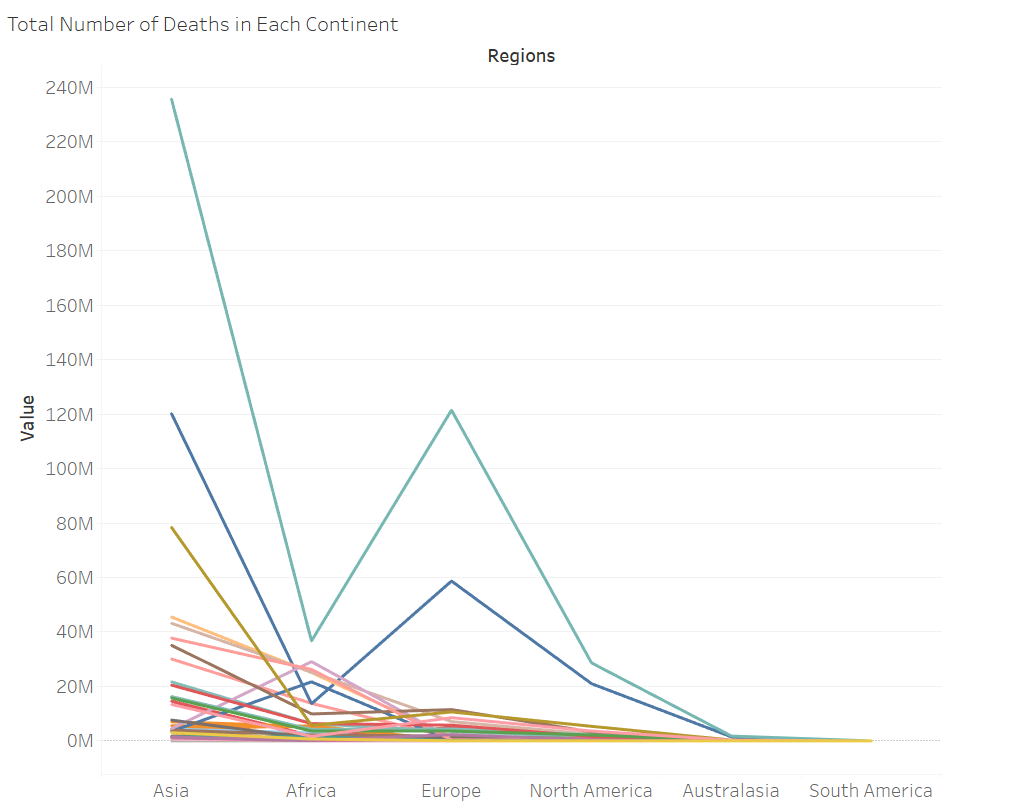 Total Number of Deaths in Each Continent
Regions
240M
220M
200M
180M
160M
140M
120M
100M
80M
60M
40M
20M
0M
Value
Asia Africa Europe North America Australasia South America